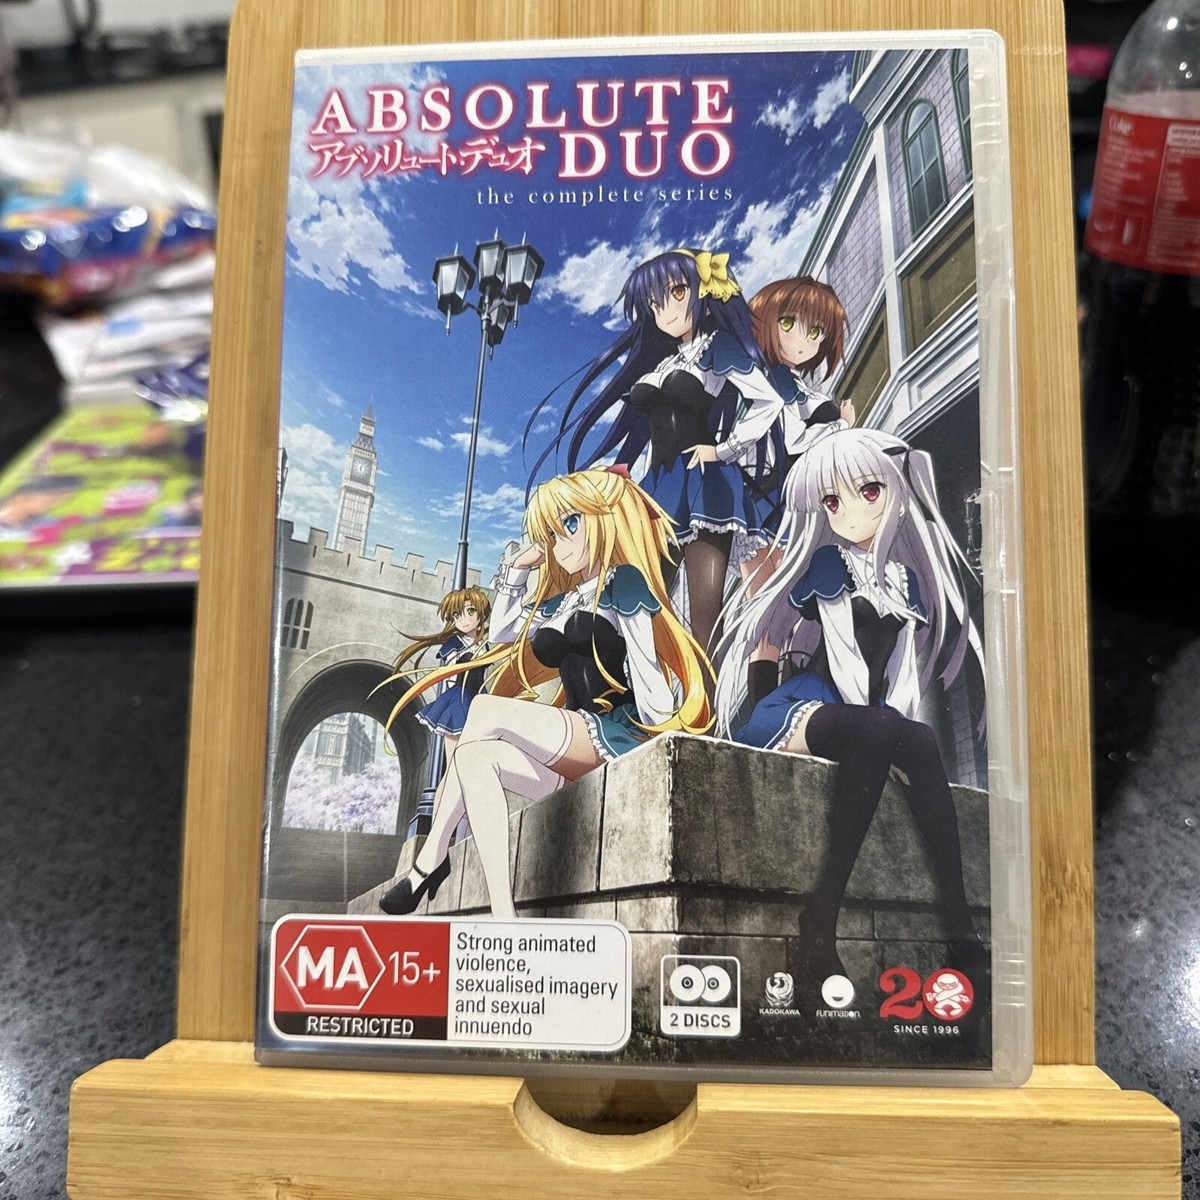 ABSOLUTE
アブソリュート・デュオ DUO
the complete series
Coke
MA 15+
RESTRICTED
Strong animated
violence,
sexualised imagery
and sexual
innuendo
2 DISCS
KADOKAWA
FUNIMATION
20
SINCE 1996